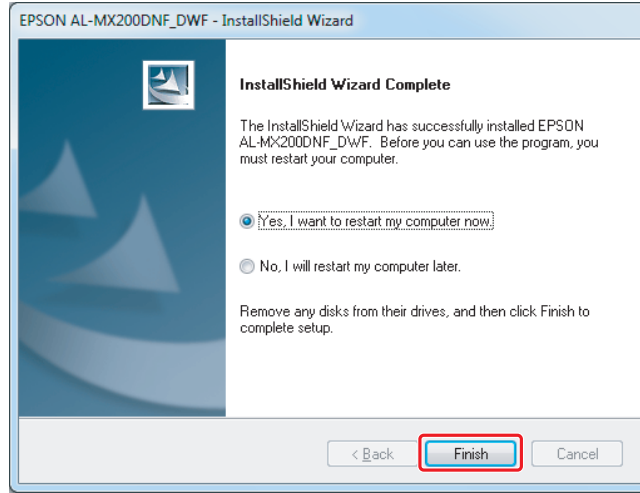 EPSON AL-MX200DNF_DWF - InstallShield Wizard
InstallShield Wizard Complete
The InstallShield Wizard has successfully installed EPSON
AL-MX200DNF_DWF. Before you can use the program, you
must restart your computer.
Yes, I want to restart my computer now.
No, I will restart my computer later.
Remove any disks from their drives, and then click Finish to
complete setup.
< Back Finish Cancel